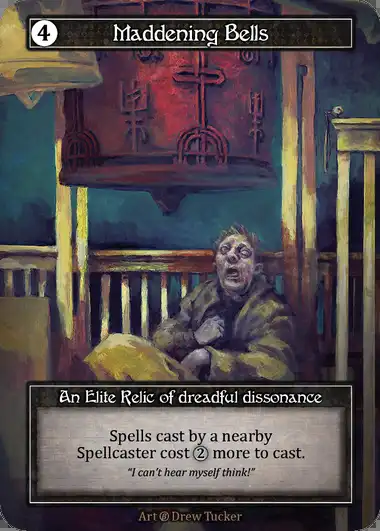 4
Maddening Bells
An Elite Relic of dreadful dissonance
Spells cast by a nearby
Spellcaster cost 2 more to cast.
“I can’t hear myself think!”
Art @ Drew Tucker